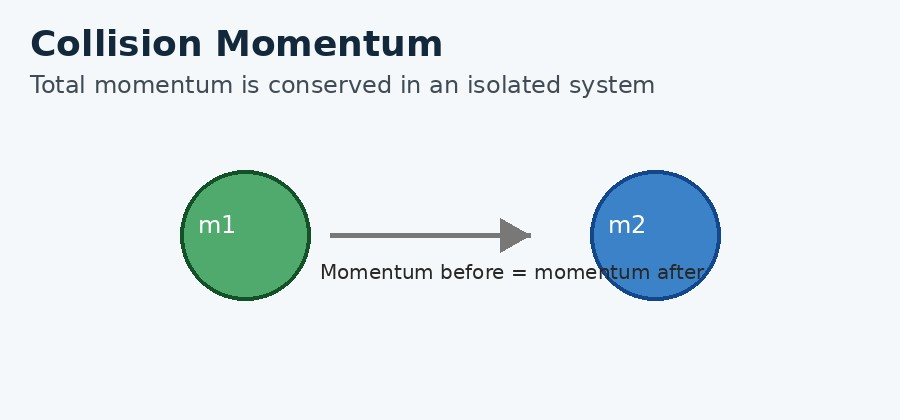 Collision Momentum
Total momentum is conserved in an isolated system
m1
m2
Momentum before = momentum after